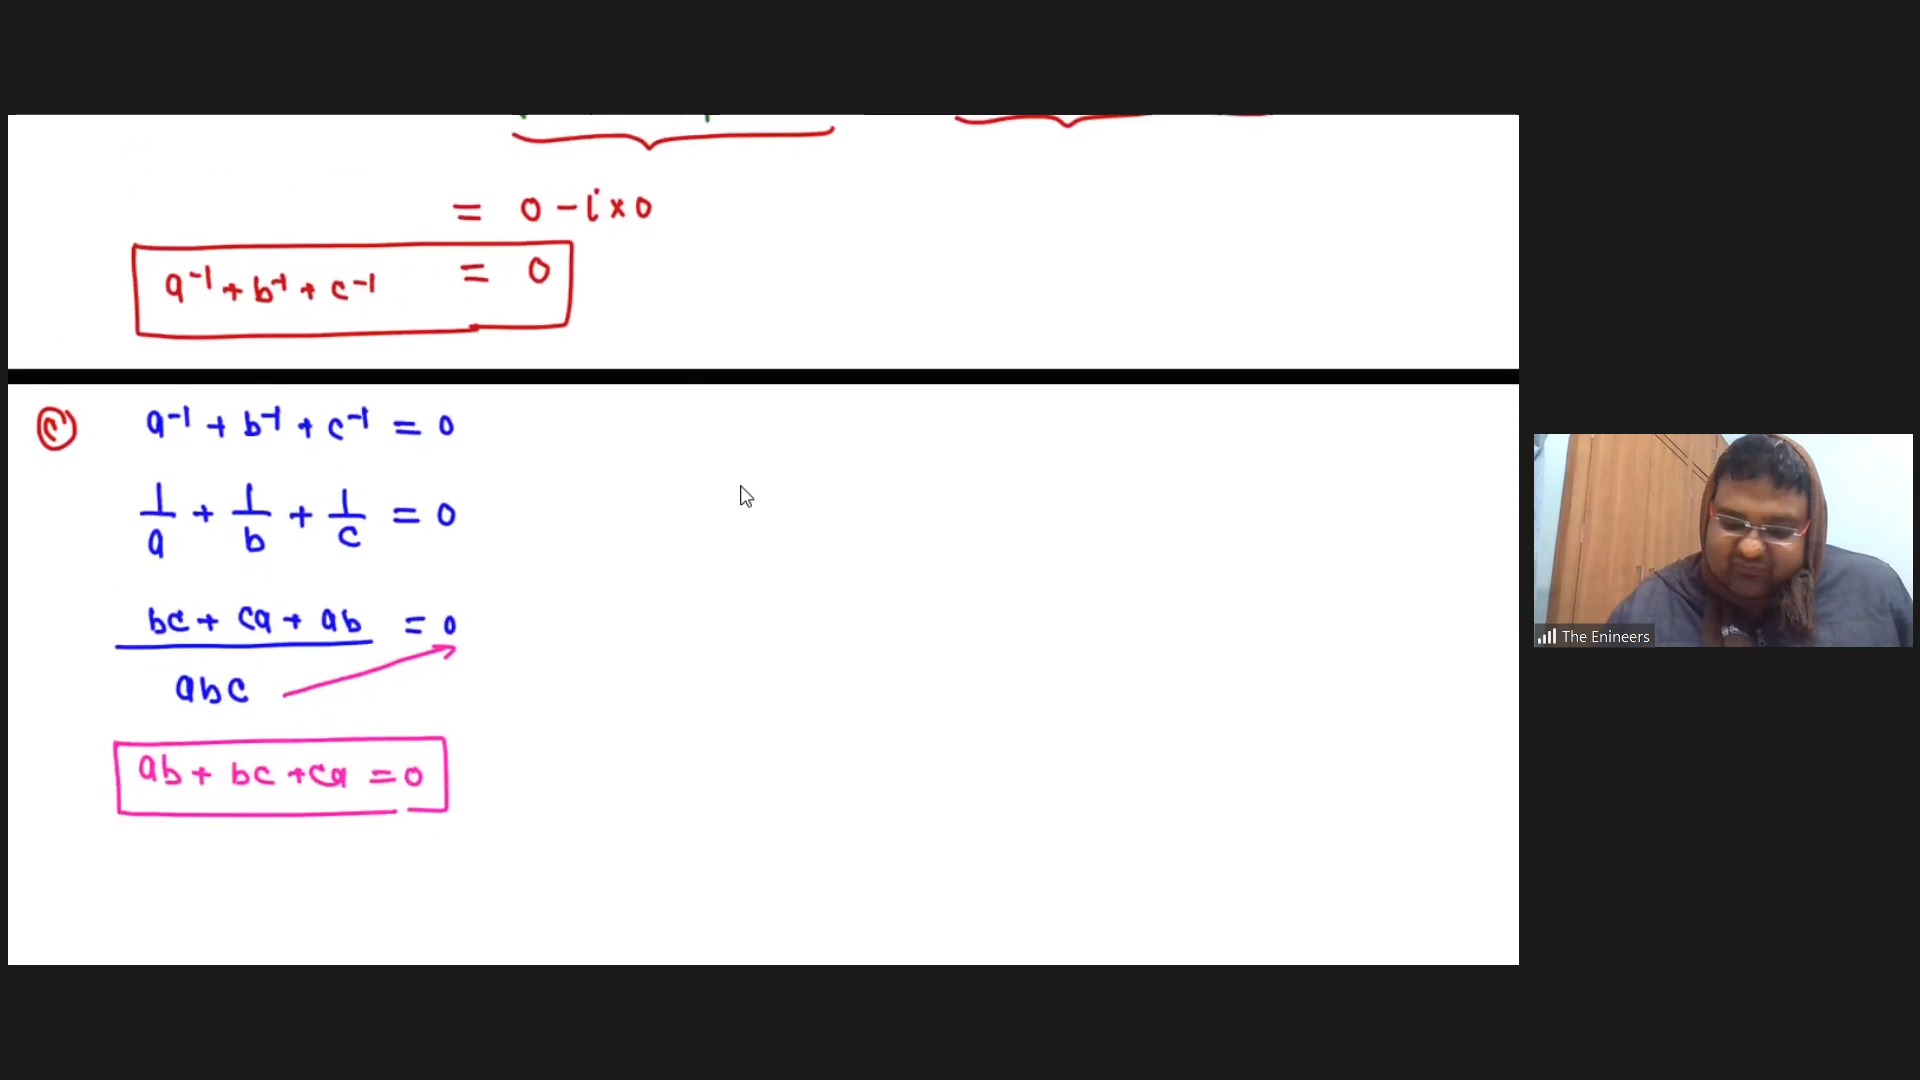 = 0 - i × 0
a⁻¹ + b⁻¹ + c⁻¹ = 0
(c) a⁻¹ + b⁻¹ + c⁻¹ = 0
1/a + 1/b + 1/c = 0
bc + ca + ab = 0
abc
ab + bc + ca = 0
The Enineers